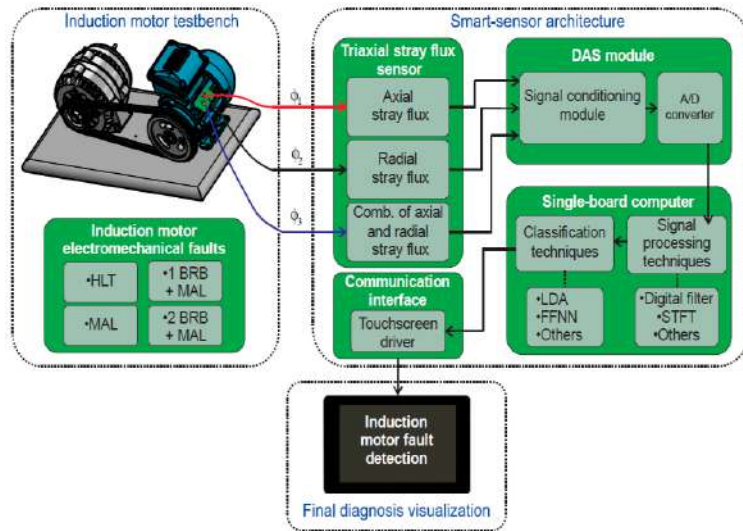 Induction motor testbench
ϕ1
ϕ2
ϕ3
Induction motor
electromechanical faults
•HLT
•1 BRB
+ MAL
•MAL
•2 BRB
+ MAL
Smart-sensor architecture
Triaxial stray flux
sensor
Axial
stray flux
Radial
stray flux
Comb. of axial
and radial
stray flux
DAS module
Signal conditioning
module
A/D
converter
Single-board computer
Classification
techniques
Signal
processing
techniques
•LDA
•FFNN
•Others
•Digital filter
•STFT
•Others
Communication
interface
Touchscreen
driver
Induction
motor fault
detection
Final diagnosis visualization